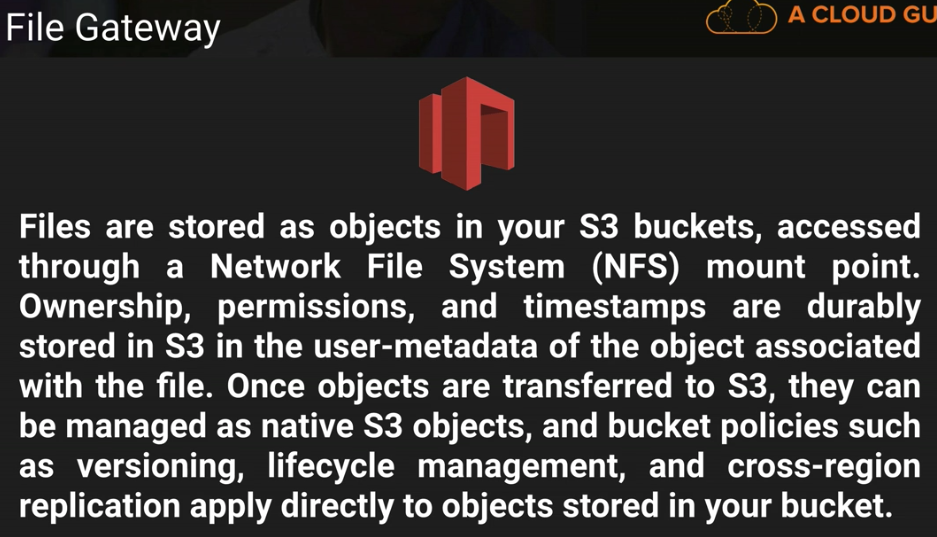 File Gateway
A CLOUD GU
Files are stored as objects in your S3 buckets, accessed
through a Network File System (NFS) mount point.
Ownership, permissions, and timestamps are durably
stored in S3 in the user-metadata of the object associated
with the file. Once objects are transferred to S3, they can
be managed as native S3 objects, and bucket policies such
as versioning, lifecycle management, and cross-region
replication apply directly to objects stored in your bucket.